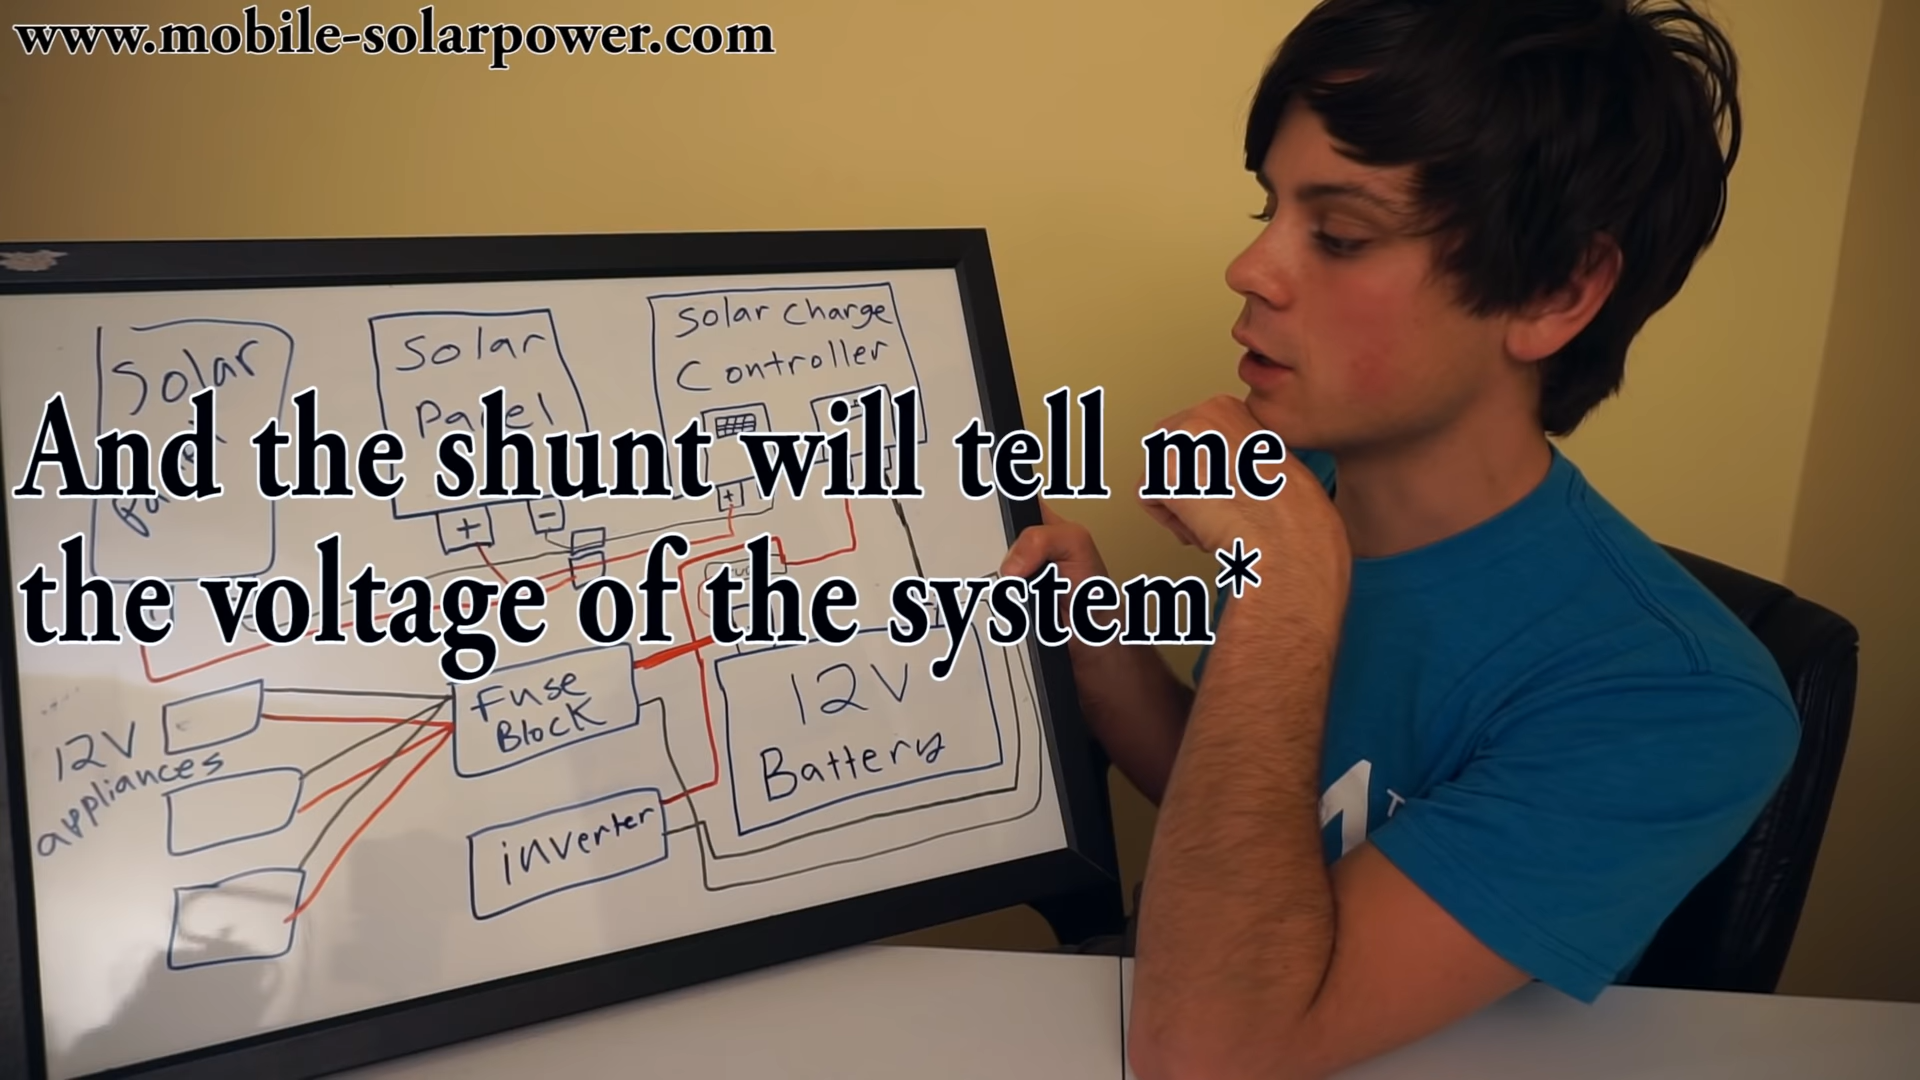 www.mobile-solarpower.com
Solar
Solar
Panel
+
-
Solar Charge
Controller
+
And the shunt will tell me
the voltage of the system*
12V
appliances
Fuse
Block
inverter
12V
Battery